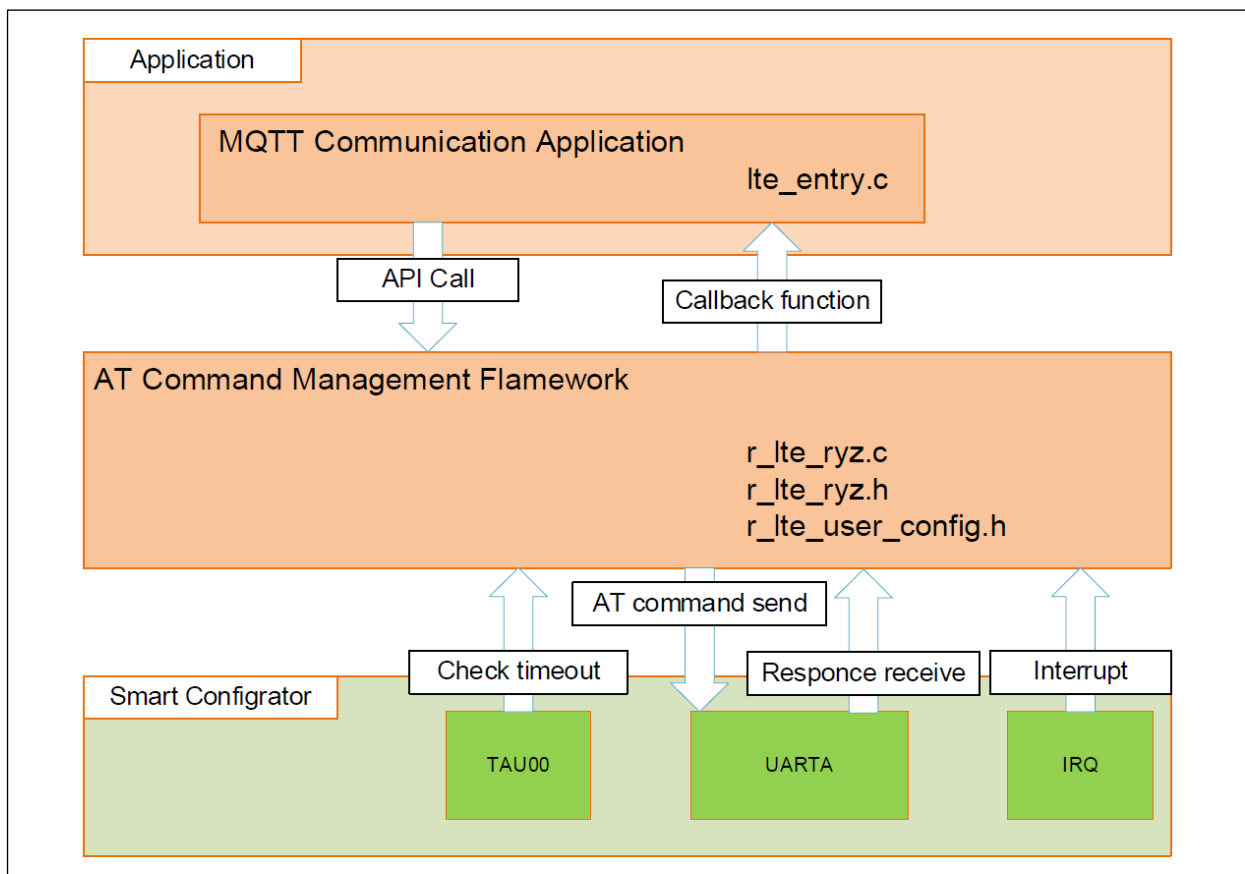 Application
MQTT Communication Application
lte_entry.c
API Call
Callback function
AT Command Management Flamework
r_lte_ryz.c
r_lte_ryz.h
r_lte_user_config.h
AT command send
Check timeout
Responce receive
Interrupt
Smart Configrator
TAU00
UARTA
IRQ